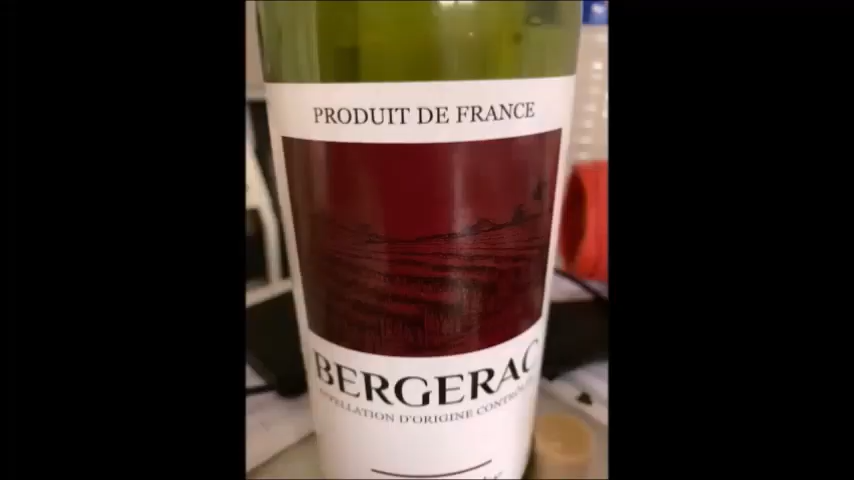 PRODUIT DE FRANCE
BERGERAC
APPELLATION D'ORIGINE CONTRÔLÉE